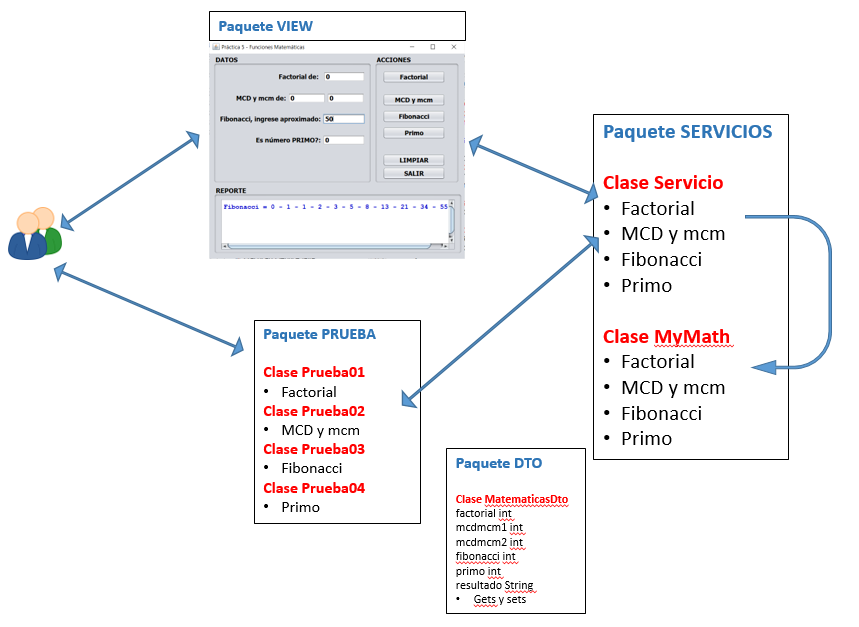 Paquete VIEW
Práctica 5 - Funciones Matemáticas
DATOS
Factorial de: 0
MCD y mcm de: 0 0
Fibonacci, ingrese aproximado: 50
Es número PRIMO?: 0
ACCIONES
Factorial
MCD y mcm
Fibonacci
Primo
LIMPIAR
SALIR
REPORTE
Fibonacci = 0 - 1 - 1 - 2 - 3 - 5 - 8 - 13 - 21 - 34 - 55
Paquete SERVICIOS
Clase Servicio
• Factorial
• MCD y mcm
• Fibonacci
• Primo
Clase MyMath
• Factorial
• MCD y mcm
• Fibonacci
• Primo
Paquete PRUEBA
Clase Prueba01
• Factorial
Clase Prueba02
• MCD y mcm
Clase Prueba03
• Fibonacci
Clase Prueba04
• Primo
Paquete DTO
Clase MatematicasDto
factorial int
mcdmcm1 int
mcdmcm2 int
fibonacci int
primo int
resultado String
• Gets y sets